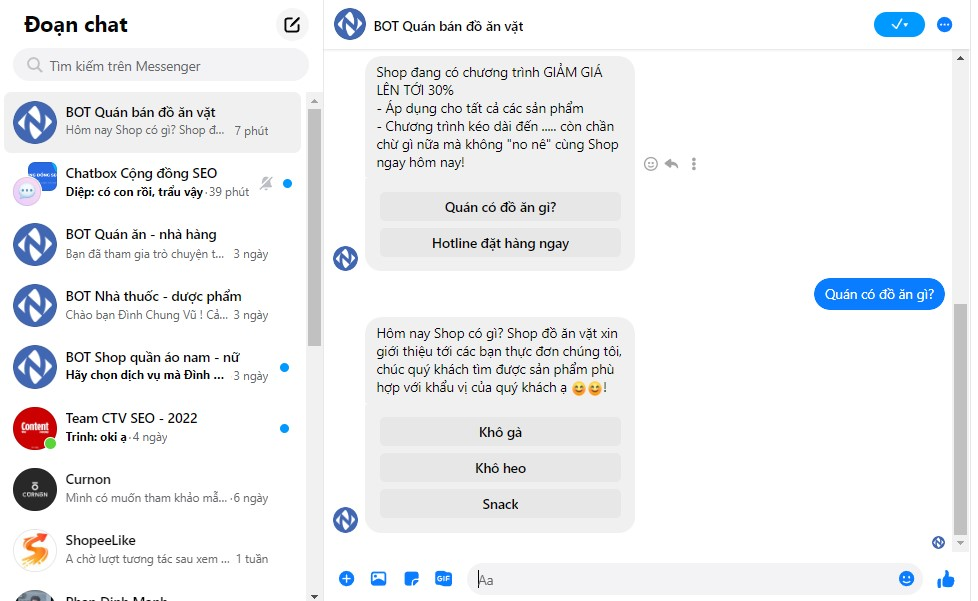 Đoạn chat
Tìm kiếm trên Messenger
BOT Quán bán đồ ăn vặt
Hôm nay Shop có gì? Shop đ... 7 phút
Chatbox Cộng đồng SEO
Diệp: có con rồi, trẩu vậy · 39 phút
BOT Quán ăn - nhà hàng
Bạn đã tham gia trò chuyện t... 3 ngày
BOT Nhà thuốc - dược phẩm
Chào bạn Đình Chung Vũ ! Cả... 3 ngày
BOT Shop quần áo nam - nữ
Hãy chọn dịch vụ mà Đình ... 3 ngày
Content
Team CTV SEO - 2022
Trinh: oki ạ · 4 ngày
CURNON
Curnon
Mình có muốn tham khảo mẫ... · 6 ngày
ShopeeLike
A chờ lượt tương tác sau xem ... 1 tuần
Phan Đình Mạnh
BOT Quán bán đồ ăn vặt
Shop đang có chương trình GIẢM GIÁ
LÊN TỚI 30%
- Áp dụng cho tất cả các sản phẩm
- Chương trình kéo dài đến ..... còn chần
chừ gì nữa mà không "no nê" cùng Shop
ngay hôm nay!
Quán có đồ ăn gì?
Hotline đặt hàng ngay
Quán có đồ ăn gì?
Hôm nay Shop có gì? Shop đồ ăn vặt xin
giới thiệu tới các bạn thực đơn chúng tôi,
chúc quý khách tìm được sản phẩm phù
hợp với khẩu vị của quý khách ạ 😊😊!
Khô gà
Khô heo
Snack
GIF
Aa